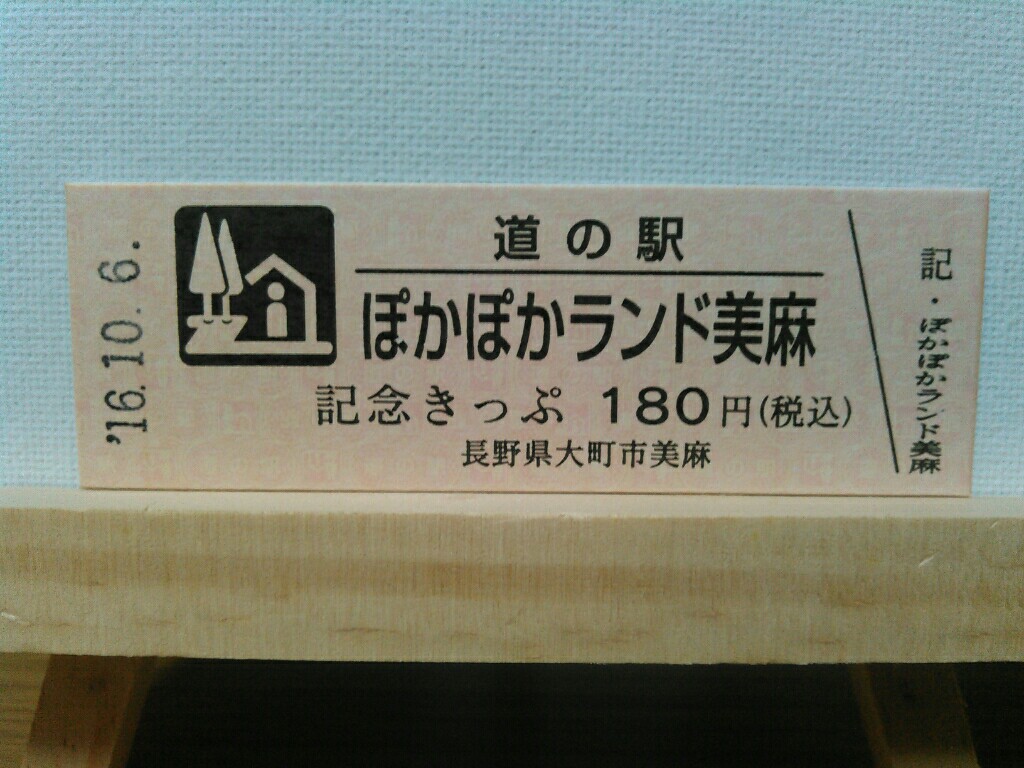 '16.10.6.
道の駅
ぽかぽかランド美麻
記念きっぷ 180円(税込)
長野県大町市美麻
記・ぽかぽかランド美麻